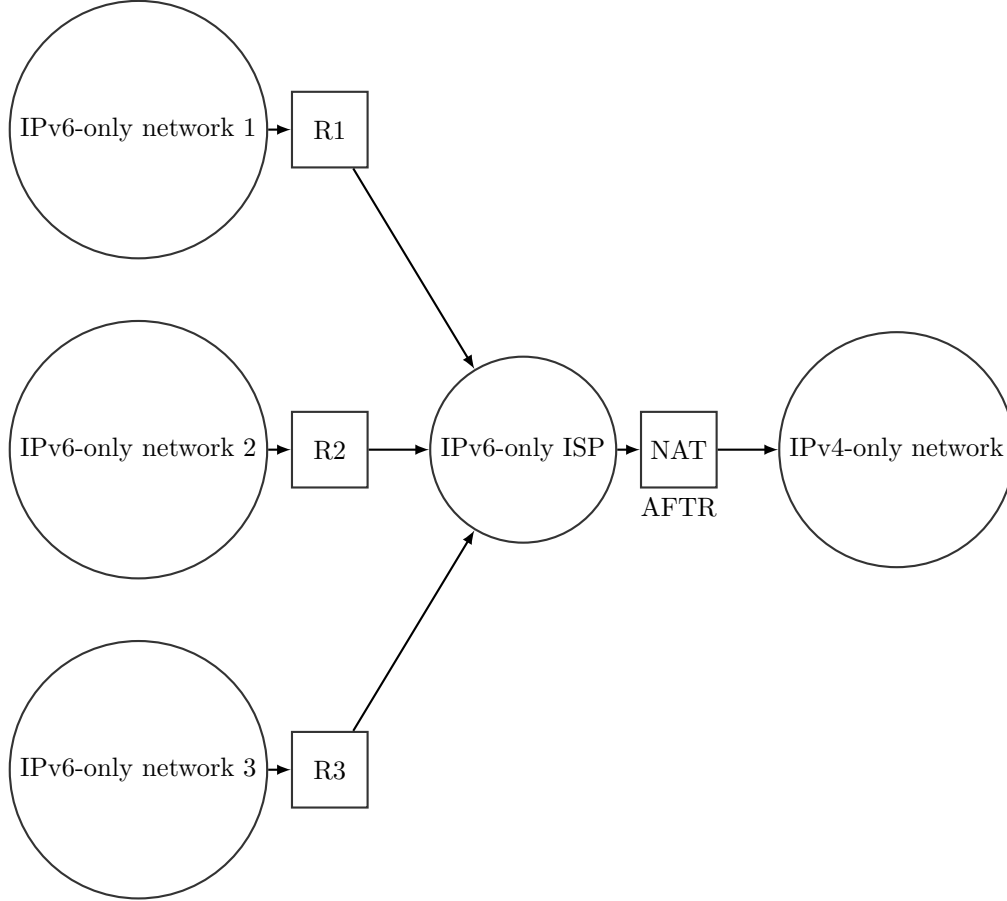 IPv6-only network 1
R1
IPv6-only network 2
R2
IPv6-only ISP
NAT
AFTR
IPv4-only network
IPv6-only network 3
R3